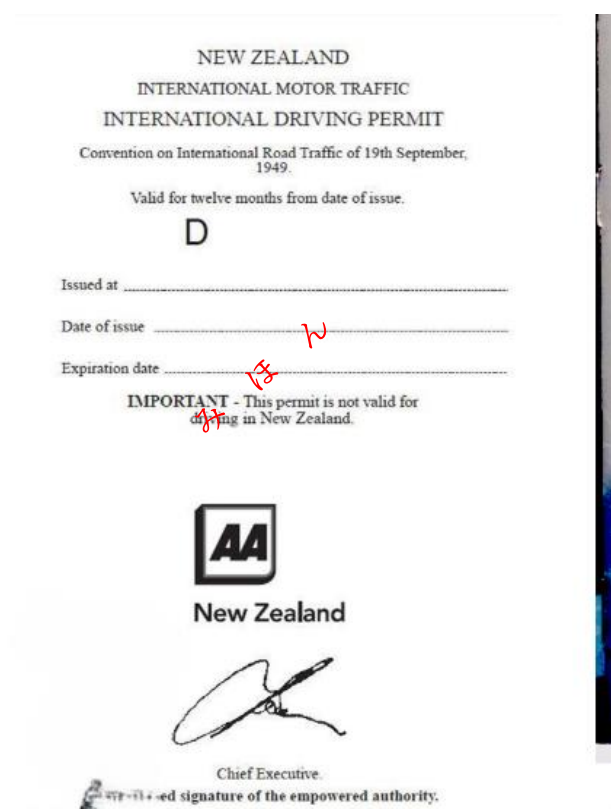 NEW ZEALAND
INTERNATIONAL MOTOR TRAFFIC
INTERNATIONAL DRIVING PERMIT
Convention on International Road Traffic of 19th September,
1949.
Valid for twelve months from date of issue.
D
Issued at
Date of issue
Expiration date
みほん
IMPORTANT - This permit is not valid for
driving in New Zealand.
AA
New Zealand
Chief Executive.
signature of the empowered authority.